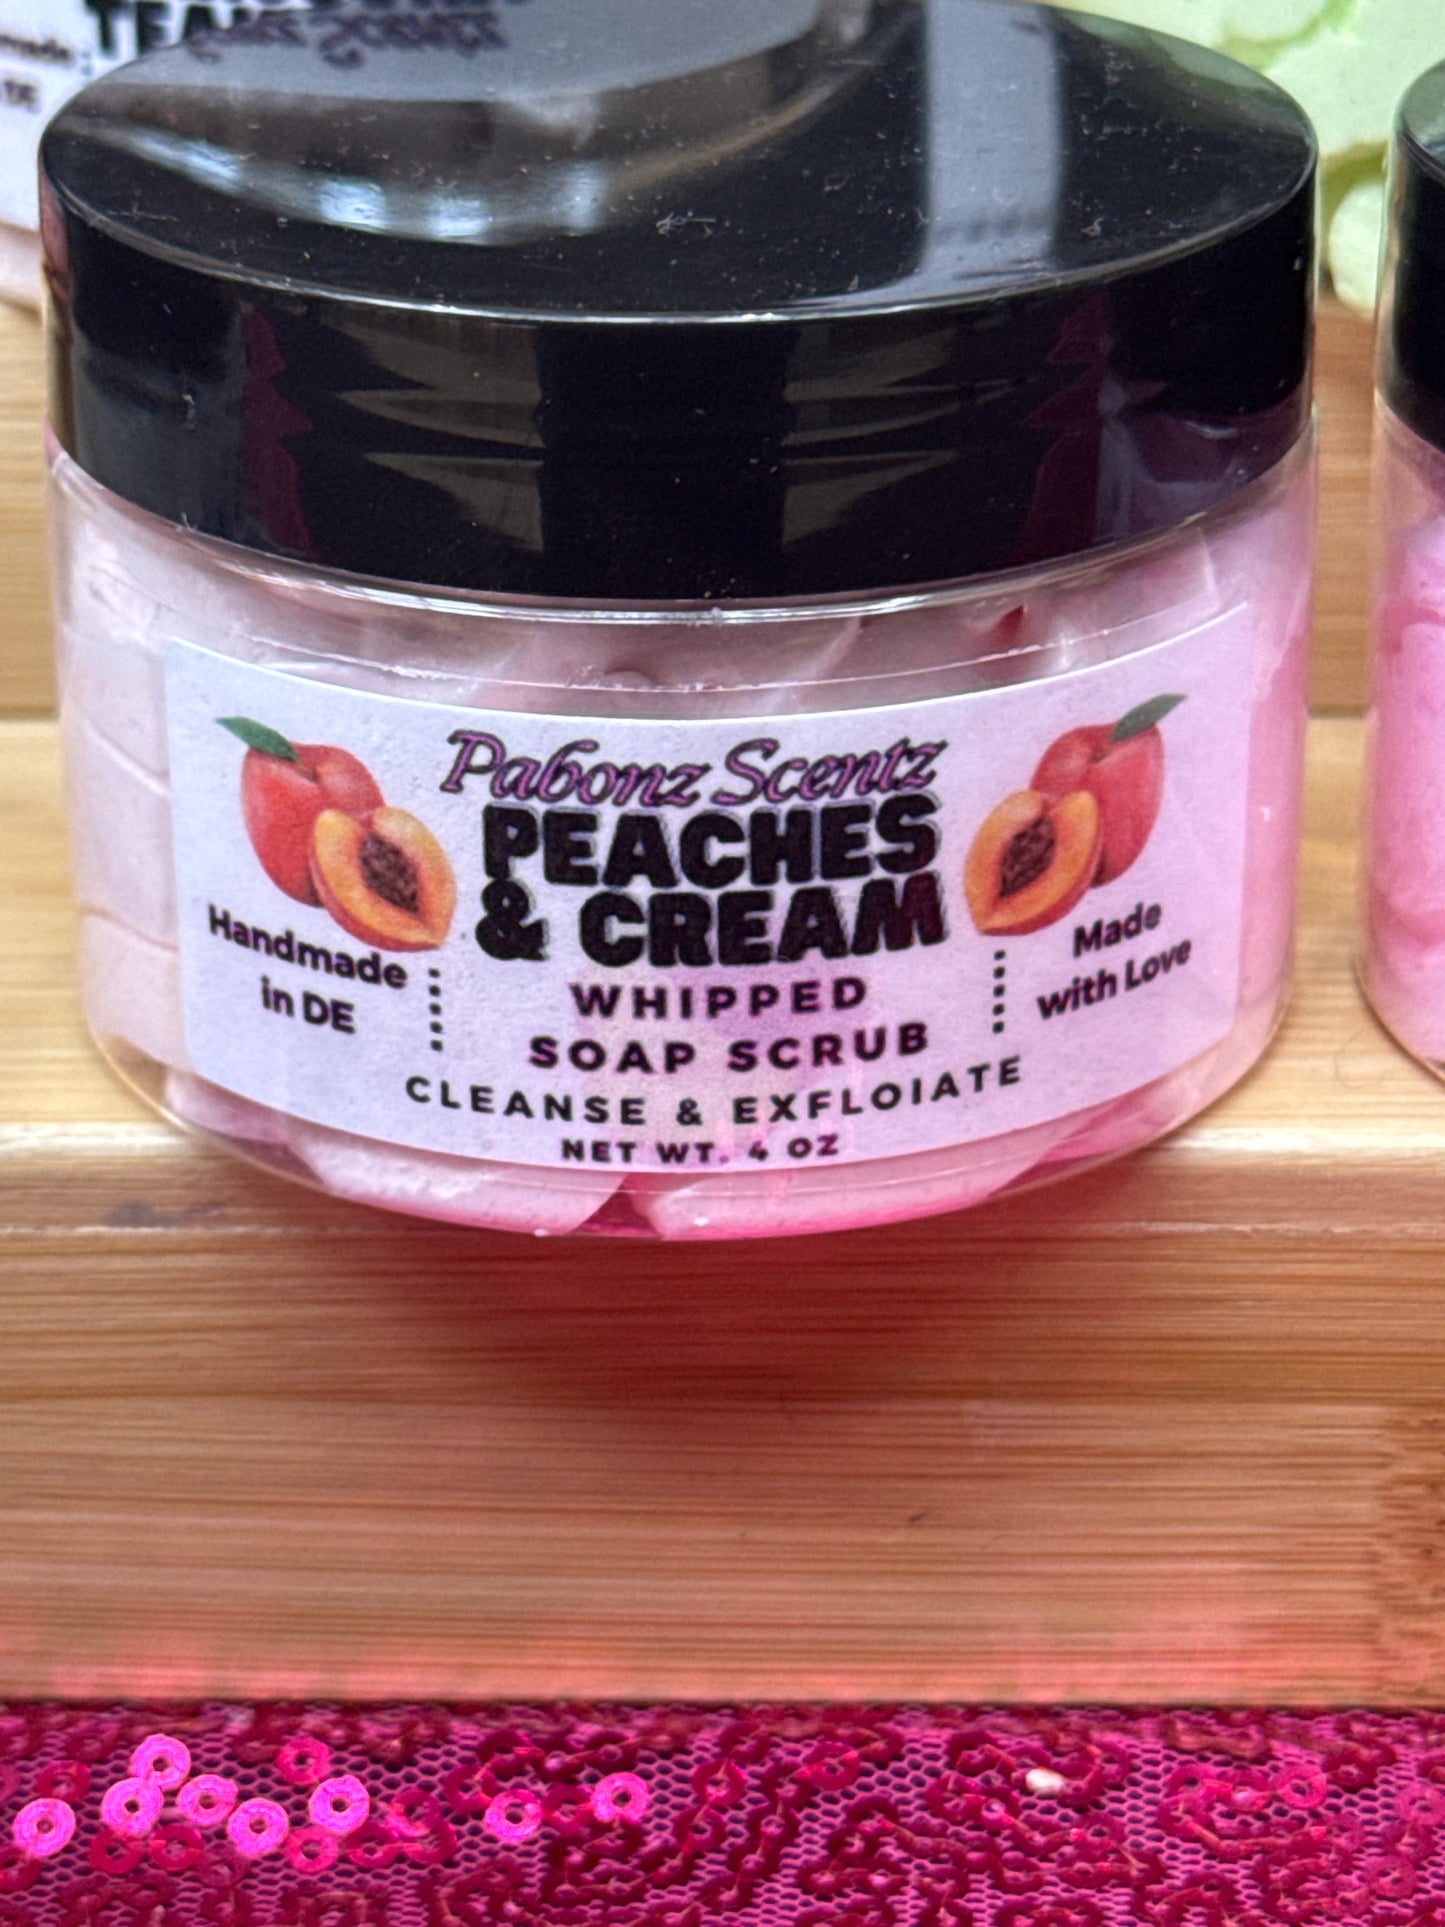 Pabonz Scentz
PEACHES
& CREAM
WHIPPED
SOAP SCRUB
CLEANSE & EXFLOIATE
NET WT. 4 OZ
Handmade
in DE
Made
with Love